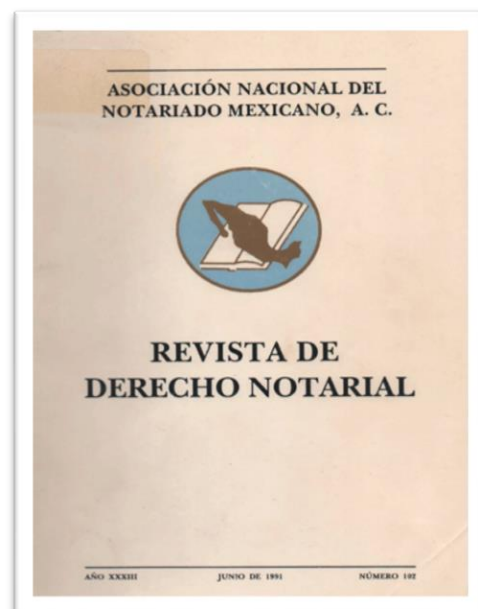 ASOCIACIÓN NACIONAL DEL
NOTARIADO MEXICANO, A. C.
REVISTA DE
DERECHO NOTARIAL
AÑO XXXIII JUNIO DE 1991 NÚMERO 102